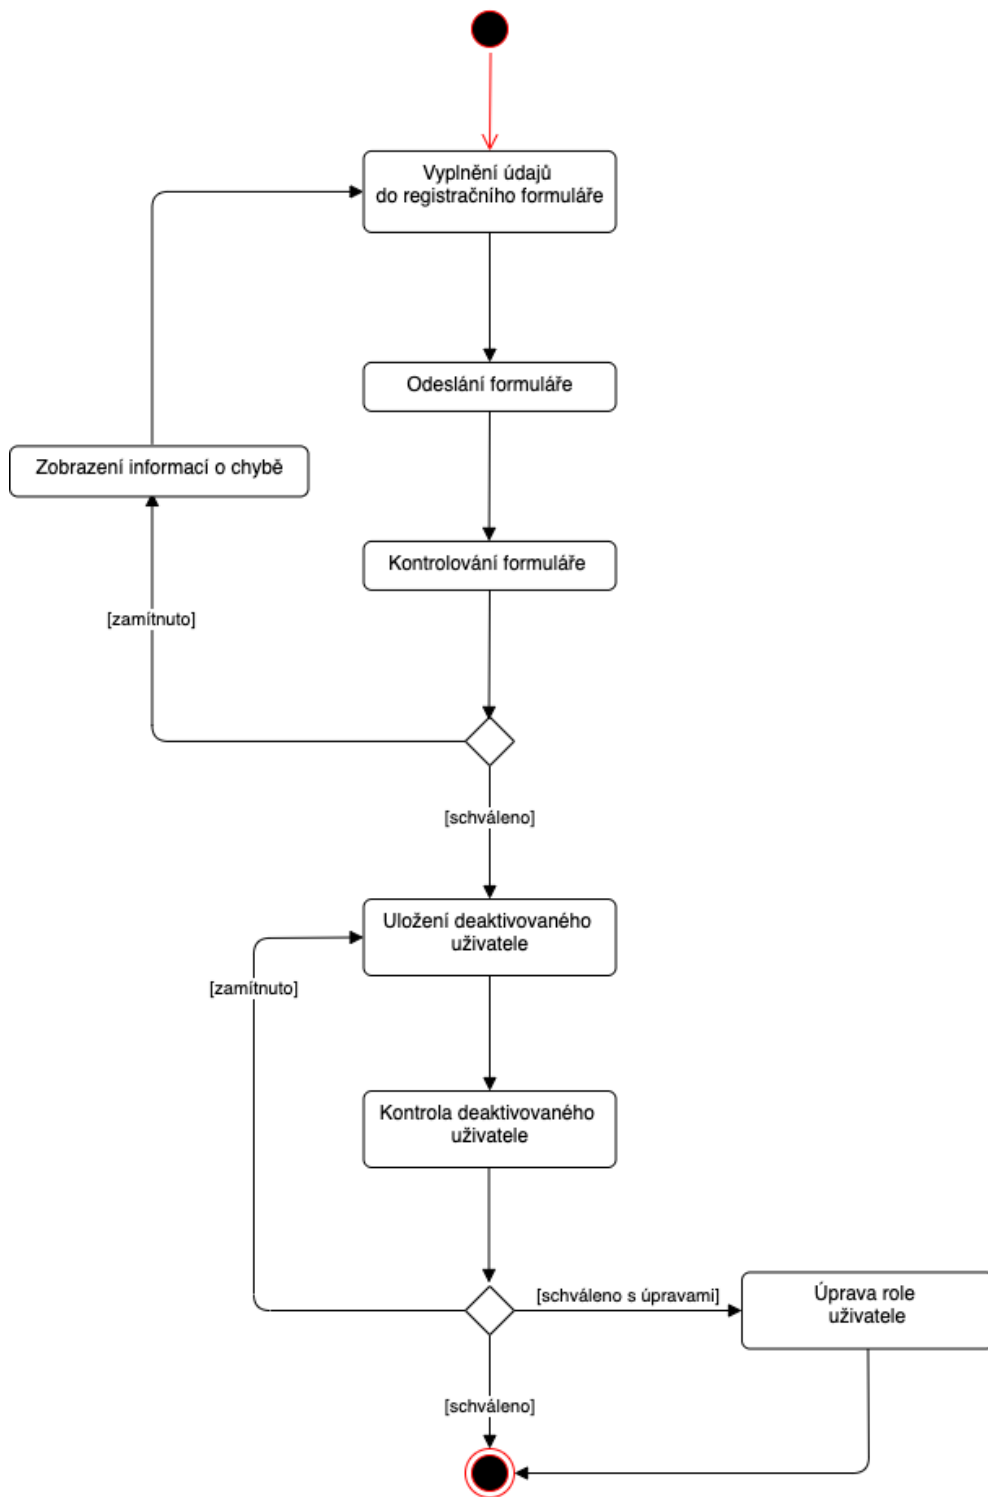 Vyplnění údajů
do registračního formuláře
Odeslání formuláře
Zobrazení informací o chybě
Kontrolování formuláře
[zamítnuto]
[schváleno]
Uložení deaktivovaného
uživatele
[zamítnuto]
Kontrola deaktivovaného
uživatele
[schváleno s úpravami]
Úprava role
uživatele
[schváleno]